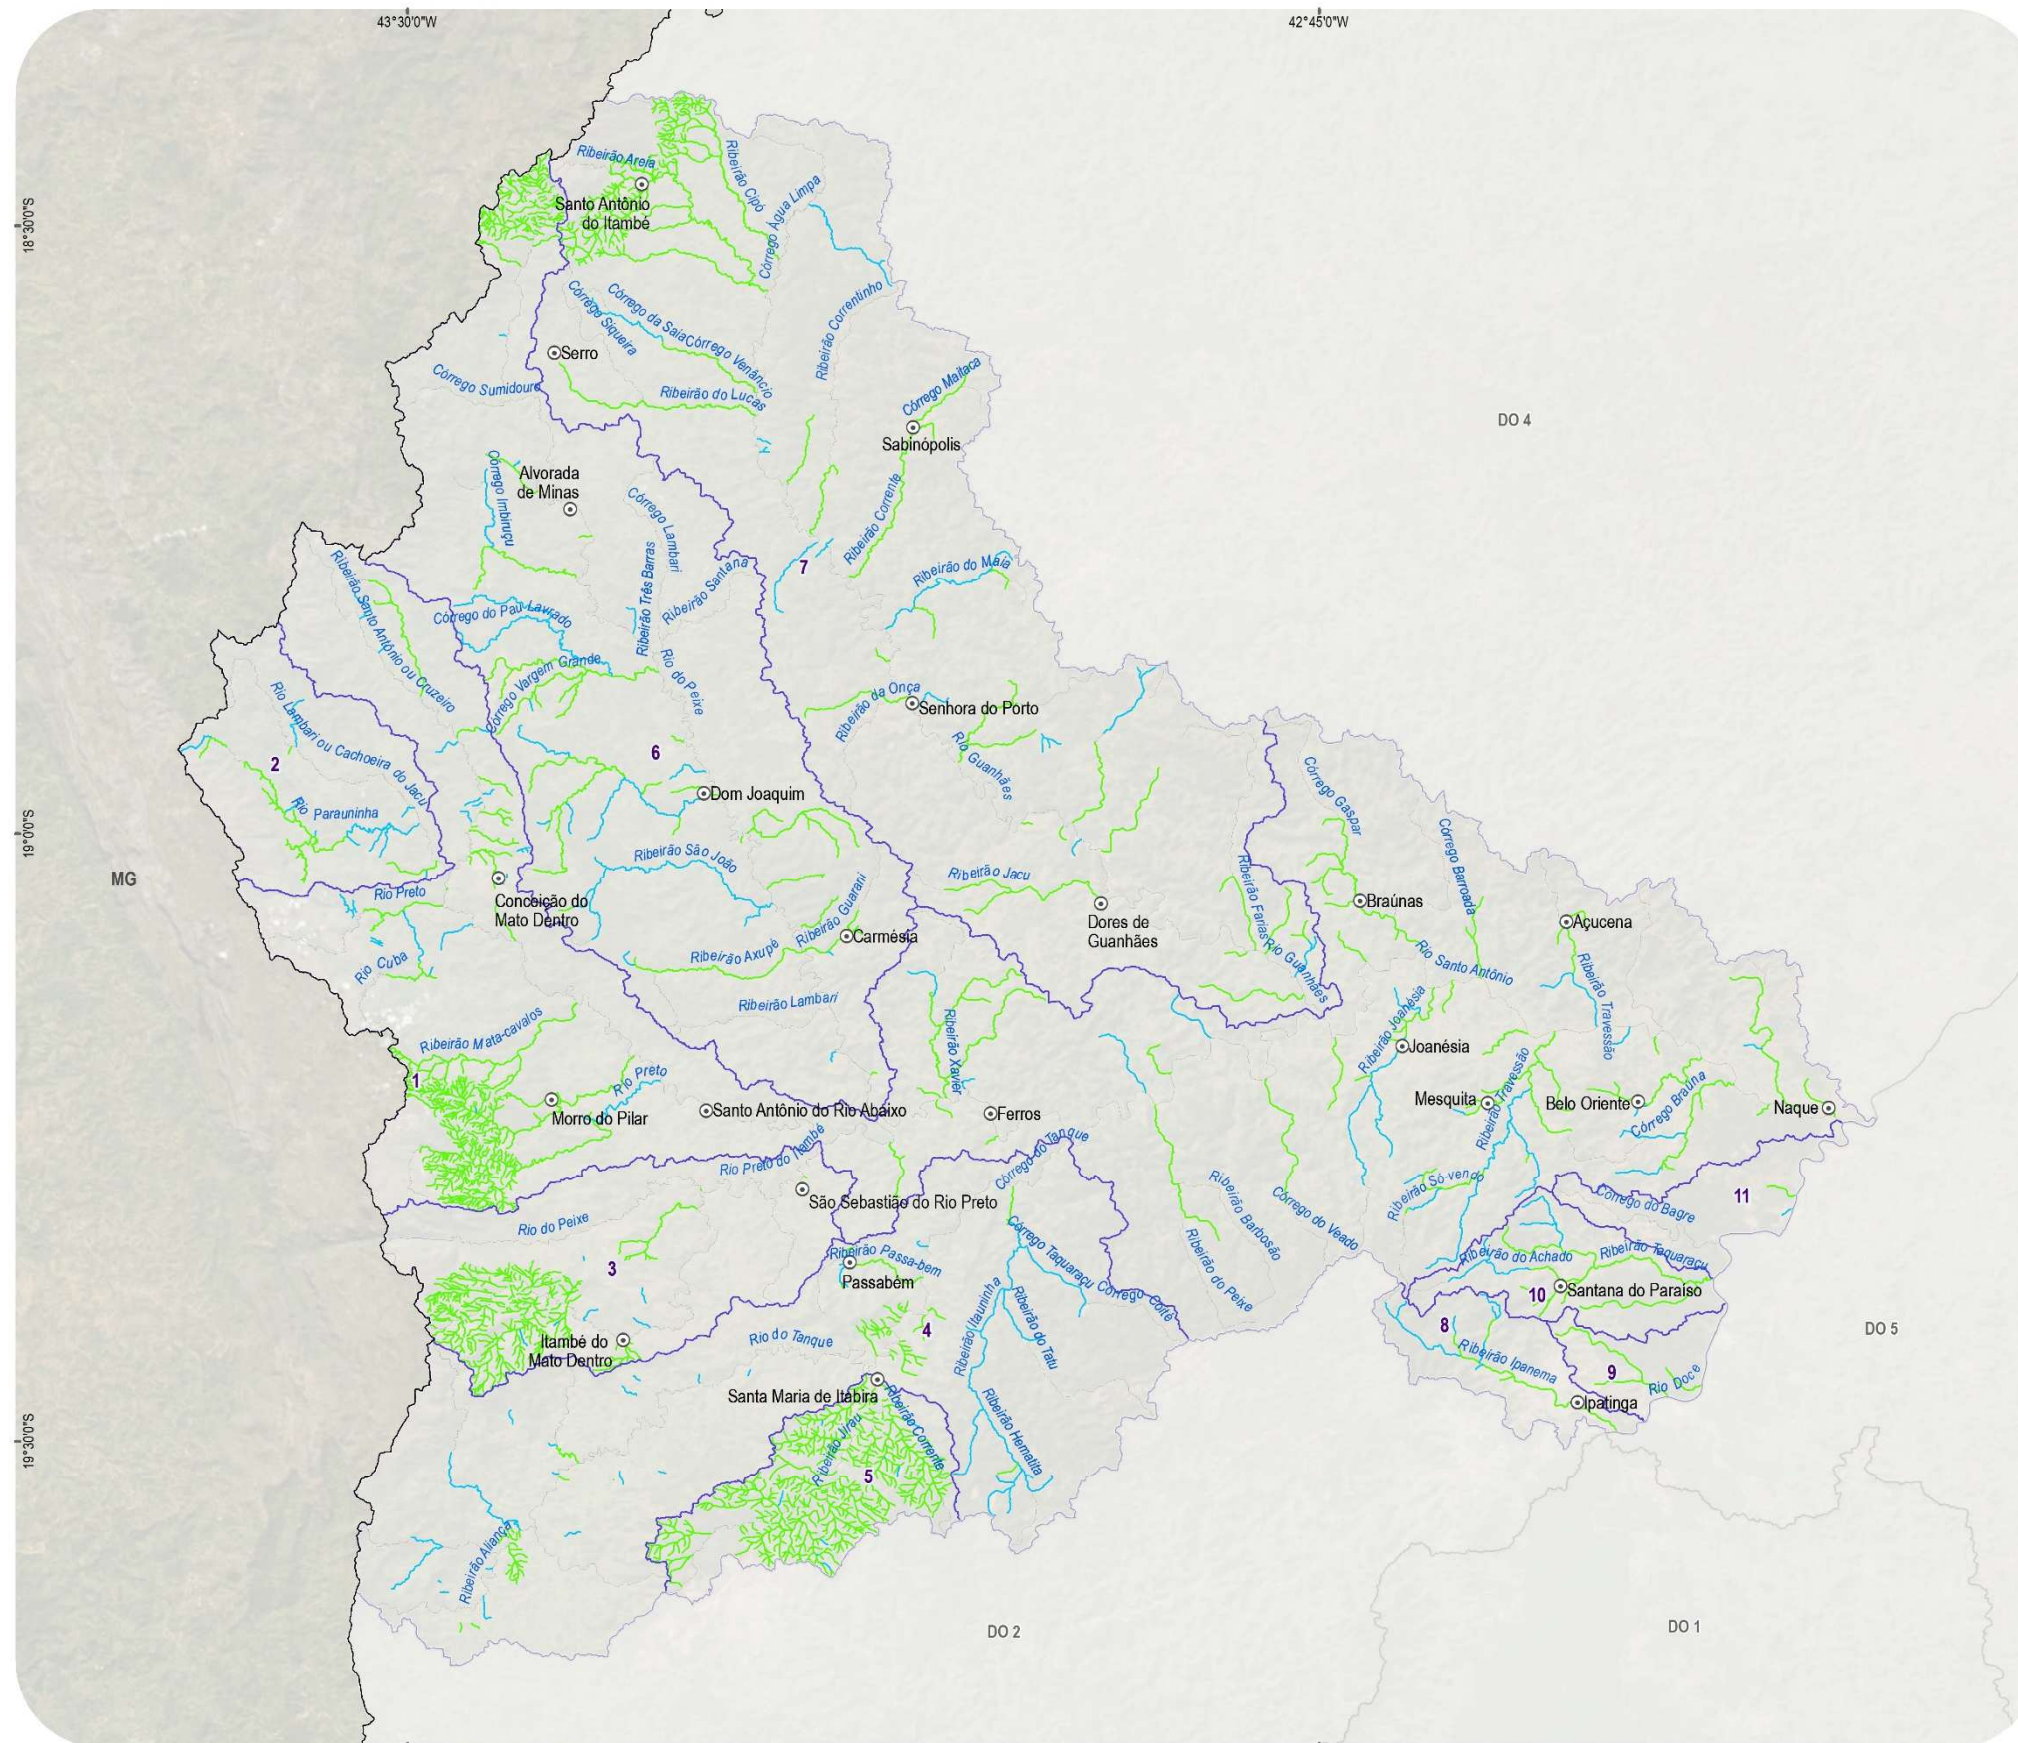 43°30'0"W
42°45'0"W
Ribeirão Areia
Ribeirão Cipó
Santo Antônio
do Itambé
Córrego Água Limpa
18°30'0"S
Córrego Siqueira
Córrego da Saia
Córrego Venâncio
Ribeirão Correntinho
Serro
Córrego Sumidouro
Ribeirão do Lucas
Córrego Maitaca
DO 4
Sabinópolis
Alvorada
de Minas
Córrego Imbiruçu
Córrego Lambari
Ribeirão Corrente
Ribeirão Três Barras
Ribeirão Santana
7
Ribeirão do Maia
Ribeirão Santo Antônio ou Cruzeiro
Córrego do Pau Lavrado
Córrego Vargem Grande
Rio do Peixe
Ribeirão da Onça
Senhora do Porto
Rio Lambari ou Cachoeira do Jacu
6
2
Rio Guanhães
Córrego Gaspar
Dom Joaquim
Rio Parauninha
19°0'0"S
Córrego Barroada
Ribeirão São João
MG
Rio Preto
Ribeirão Jacu
Ribeirão Farias
Conceição do
Mato Dentro
Ribeirão Guarani
Braúnas
Dores de
Guanhães
Açucena
Carmésia
Ribeirão Axupé
Rio Cuba
Rio Guanhães
Rio Santo Antônio
Ribeirão Travessão
Ribeirão Lambari
Ribeirão Mata-cavalos
Ribeirão Xavier
Ribeirão Joanésia
Joanésia
1
Rio Preto
Morro do Pilar
Santo Antônio do Rio Abaixo
Ferros
Mesquita
Ribeirão Travessão
Belo Oriente
Córrego Braúna
Naque
Rio Preto do Itambé
Córrego do Tanque
São Sebastião do Rio Preto
Ribeirão Só vendo
Córrego do Bagre
11
Rio do Peixe
Ribeirão Barbosão
Córrego do Veado
3
Ribeirão Passa-bem
Passabém
Córrego Taquaraçu
Córrego Coité
Ribeirão do Peixe
Ribeirão do Achado
Ribeirão Taquaraçu
Santana do Paraíso
10
Ribeirão Itauninha
Ribeirão do Tatu
4
8
DO 5
Itambé do
Mato Dentro
Rio do Tanque
Ribeirão Ipanema
9
Rio Doce
Santa Maria de Itabira
Ipatinga
Ribeirão Jirau
Ribeirão Corrente
Ribeirão Hematita
19°30'0"S
5
Ribeirão Aliança
DO 2
DO 1